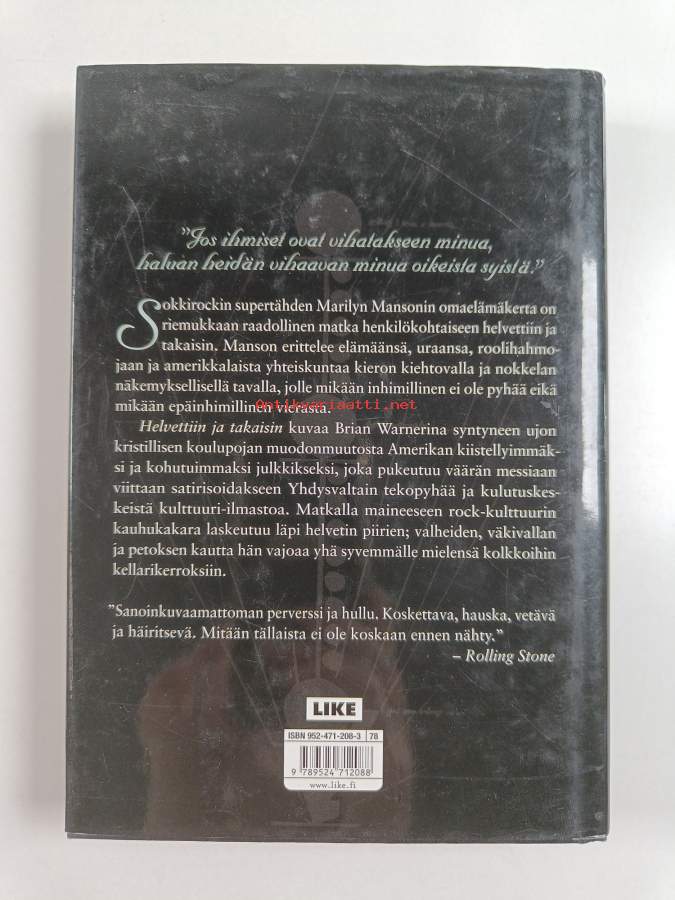 "Jos ihmiset ovat vihatakseen minua,
haluan heidän vihaavan minua oikeista syistä."
Sokkirockin supertähden Marilyn Mansonin omaelämäkerta on
riemukkaan raadollinen matka henkilökohtaiseen helvettiin ja
takaisin. Manson erittelee elämäänsä, uraansa, roolihahmo-
jaan ja amerikkalaista yhteiskuntaa kieron kiehtovalla ja nokkelan
näkemyksellisellä tavalla, jolle mikään inhimillinen ei ole pyhää eikä
mikään epäinhimillinen vierasta.
Antikvariaatti.net
Helvettiin ja takaisin kuvaa Brian Warnerina syntyneen ujon
kristillisen koulupojan muodonmuutosta Amerikan kiistellyimmäk-
si ja kohutuimmaksi julkkikseksi, joka pukeutuu väärän messiaan
viittaan satirisoidakseen Yhdysvaltain tekopyhää ja kulutuskes-
keistä kulttuuri-ilmastoa. Matkalla maineeseen rock-kulttuurin
kauhukakara laskeutuu läpi helvetin piirien; valheiden, väkivallan
ja petoksen kautta hän vajoaa yhä syvemmälle mielensä kolkkoihin
kellarikerroksiin.
"Sanoinkuvaamattoman perverssi ja hullu. Koskettava, hauska, vetävä
ja häiritsevä. Mitään tällaista ei ole koskaan ennen nähty."
– Rolling Stone
LIKE
ISBN 952-471-208-3 78
9 789524 712088
www.like.fi